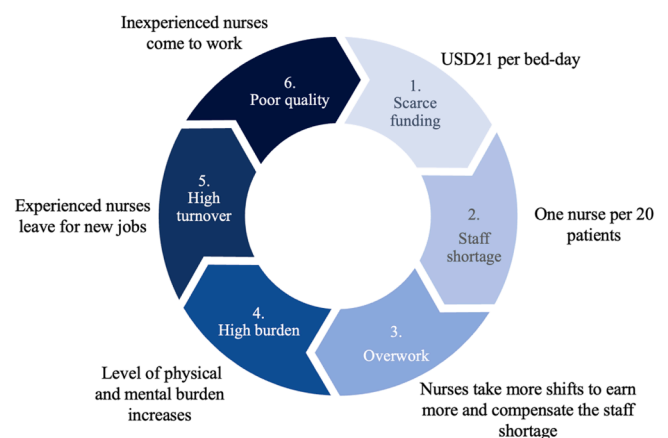 Inexperienced nurses
come to work
USD21 per bed-day
6.
Poor quality
1.
Scarce
funding
5.
High
turnover
Experienced nurses
leave for new jobs
2.
Staff
shortage
One nurse per 20
patients
4.
High burden
3.
Overwork
Level of physical
and mental burden
increases
Nurses take more shifts to earn
more and compensate the staff
shortage